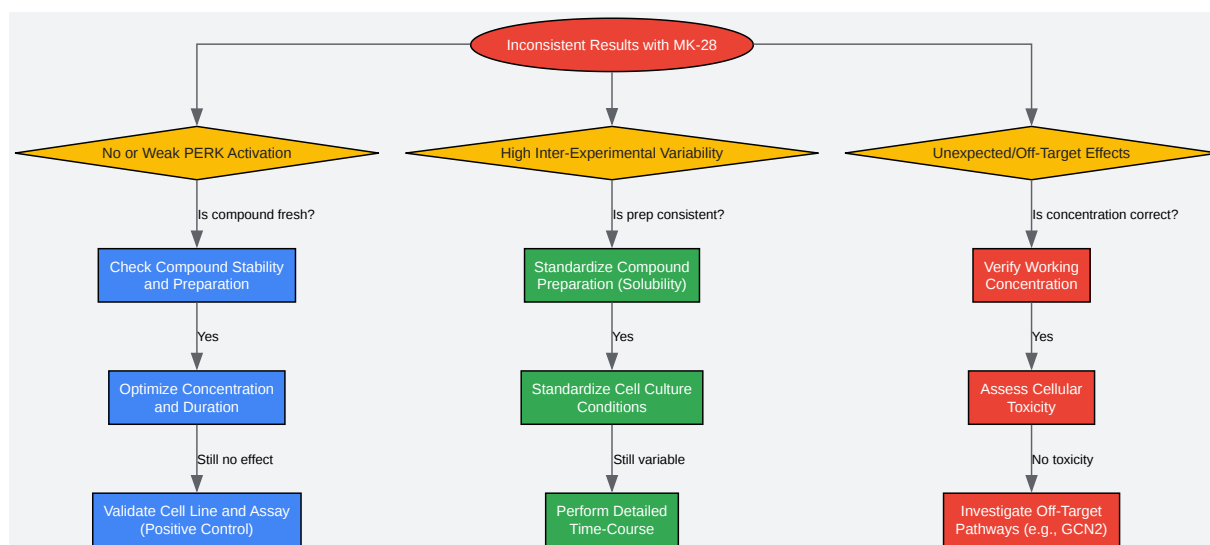 Inconsistent Results with MK-28
No or Weak PERK Activation
High Inter-Experimental Variability
Unexpected/Off-Target Effects
Is compound fresh?
Is prep consistent?
Is concentration correct?
Check Compound Stability
and Preparation
Standardize Compound
Preparation (Solubility)
Verify Working
Concentration
Yes
Yes
Yes
Optimize Concentration
and Duration
Standardize Cell Culture
Conditions
Assess Cellular
Toxicity
Still no effect
Still variable
No toxicity
Validate Cell Line and Assay
(Positive Control)
Perform Detailed
Time-Course
Investigate Off-Target
Pathways (e.g., GCN2)